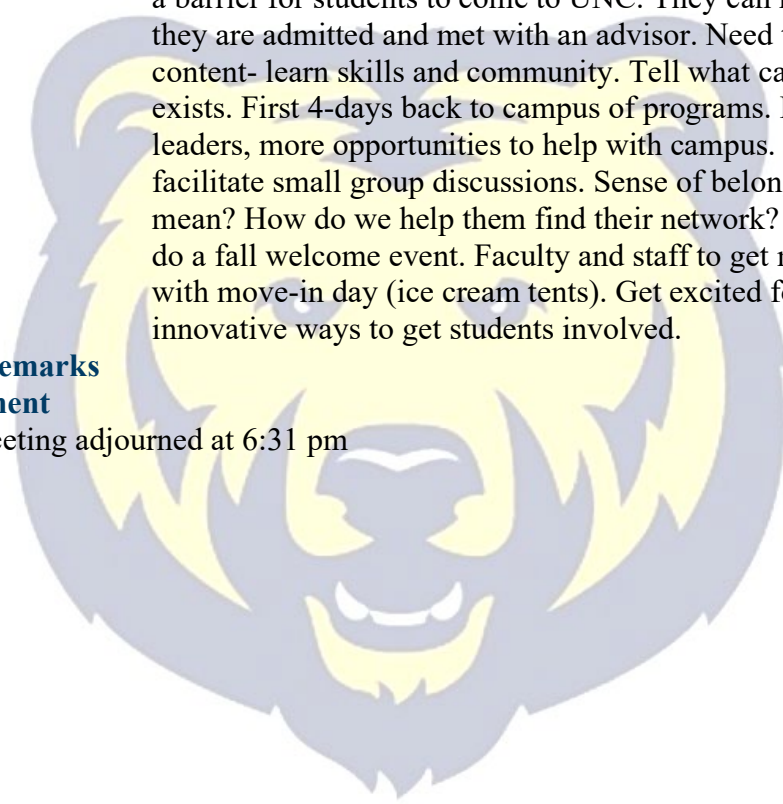 a barrier for students to come to UNC. They can
they are admitted and met with an advisor. Need
content- learn skills and community. Tell what ca
exists. First 4-days back to campus of programs.
leaders, more opportunities to help with campus.
facilitate small group discussions. Sense of belon
mean? How do we help them find their network?
do a fall welcome event. Faculty and staff to get
with move-in day (ice cream tents). Get excited
innovative ways to get students involved.
emarks
nent
eeting adjourned at 6:31 pm